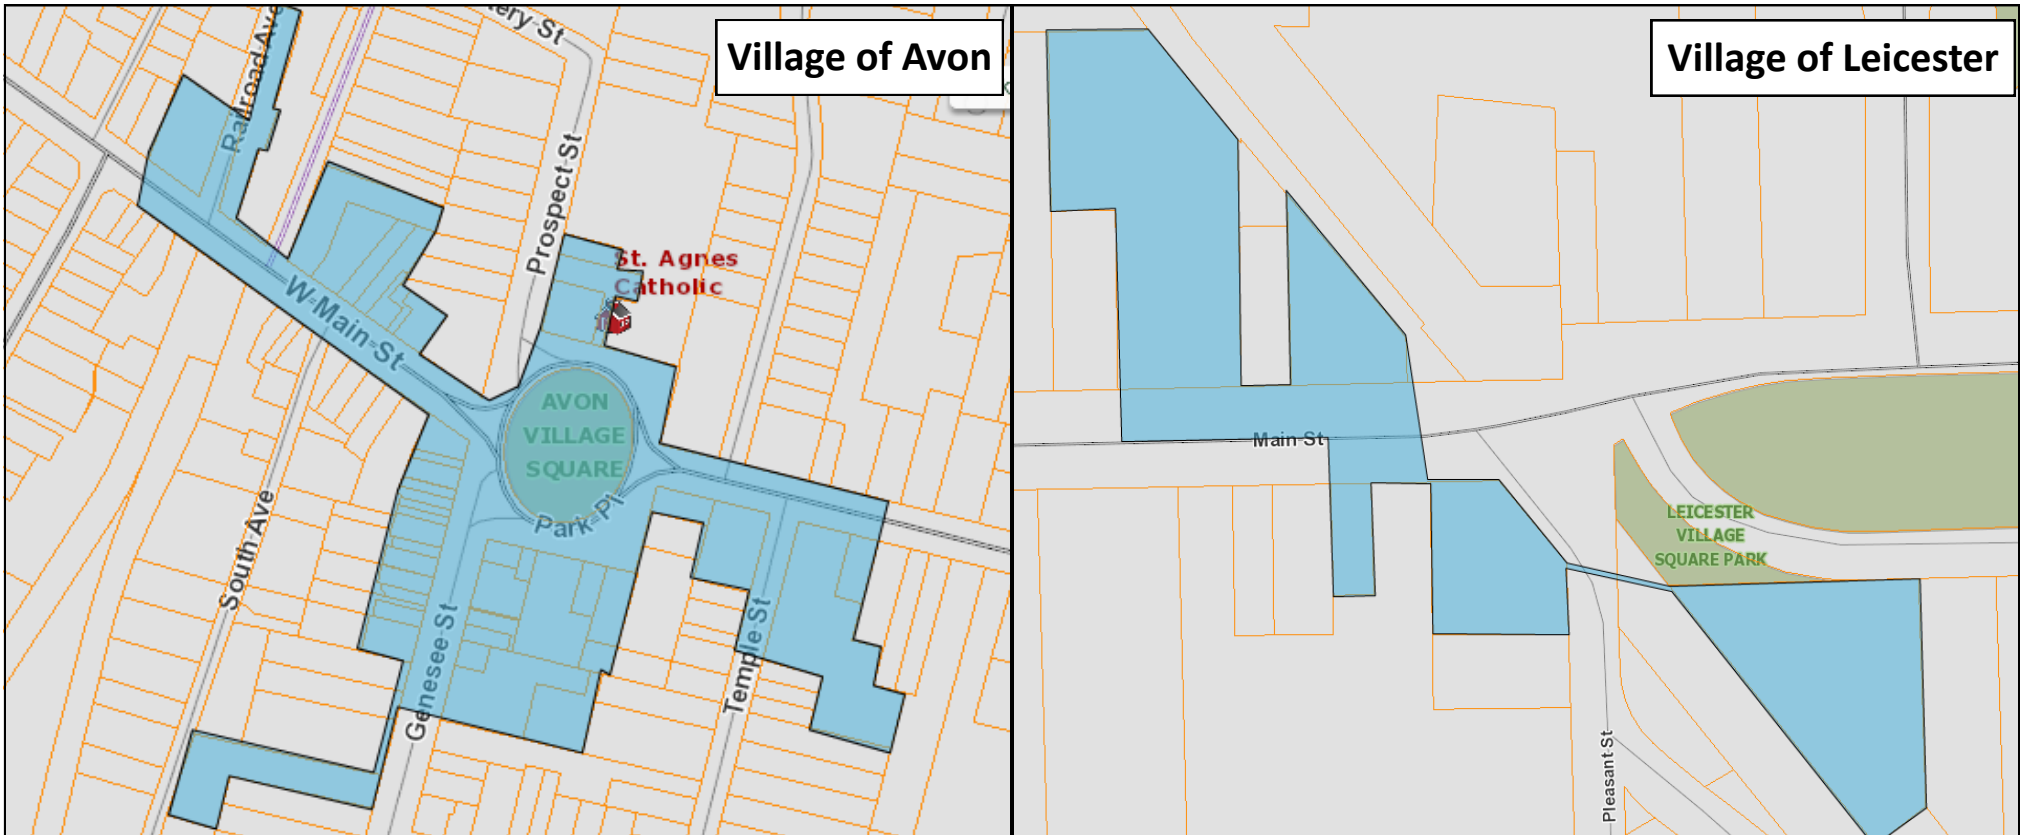 Village of Avon
Railroad Ave
Prospect St
St. Agnes
Catholic
W Main St
AVON
VILLAGE
SQUARE
Park Pl
South Ave
Genesee St
Temple St
Village of Leicester
Main St
LEICESTER
VILLAGE
SQUARE PARK
Pleasant St